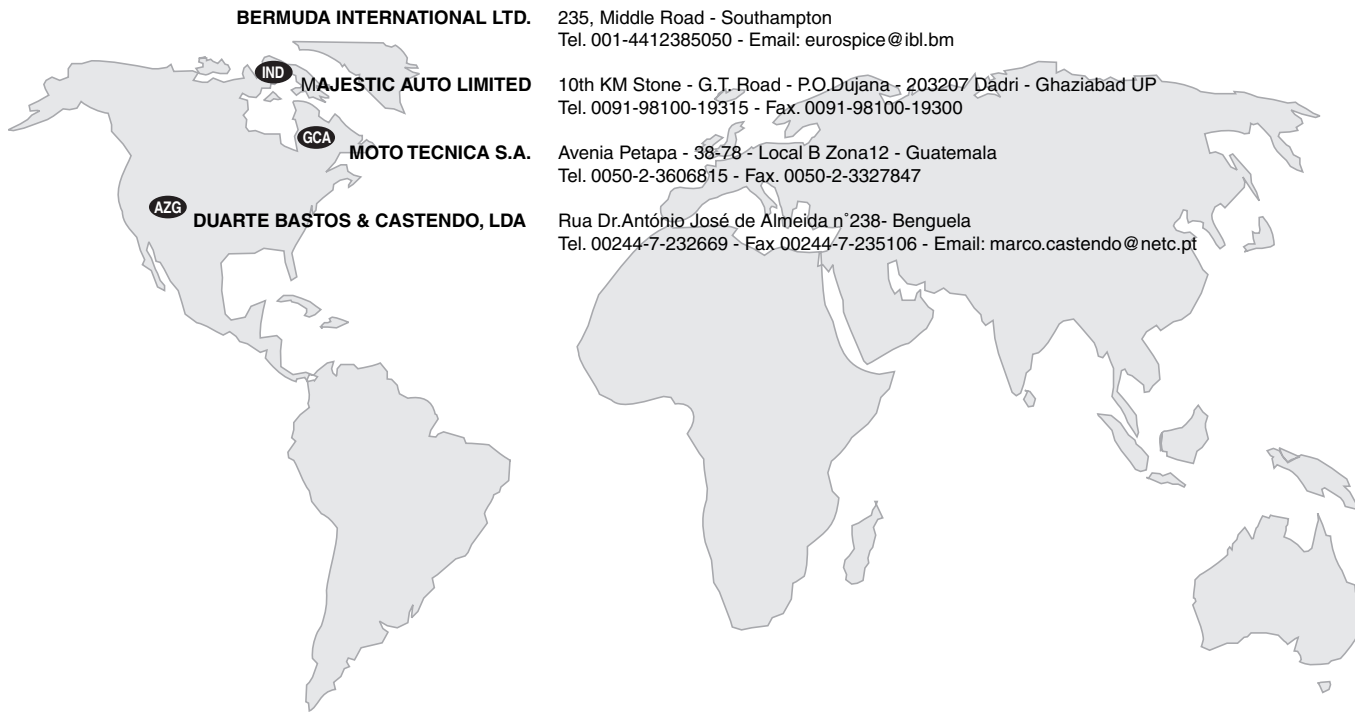 BERMUDA INTERNATIONAL LTD. 235, Middle Road - Southampton
Tel. 001-4412385050 - Email: eurospice@ibl.bm
IND MAJESTIC AUTO LIMITED 10th KM Stone - G.T. Road - P.O.Dujana - 203207 Dadri - Ghaziabad UP
Tel. 0091-98100-19315 - Fax. 0091-98100-19300
GCA MOTO TECNICA S.A. Avenia Petapa - 38-78 - Local B Zona12 - Guatemala
Tel. 0050-2-3606815 - Fax. 0050-2-3327847
AZG DUARTE BASTOS & CASTENDO, LDA Rua Dr.António José de Almeida n°238- Benguela
Tel. 00244-7-232669 - Fax 00244-7-235106 - Email: marco.castendo@netc.pt